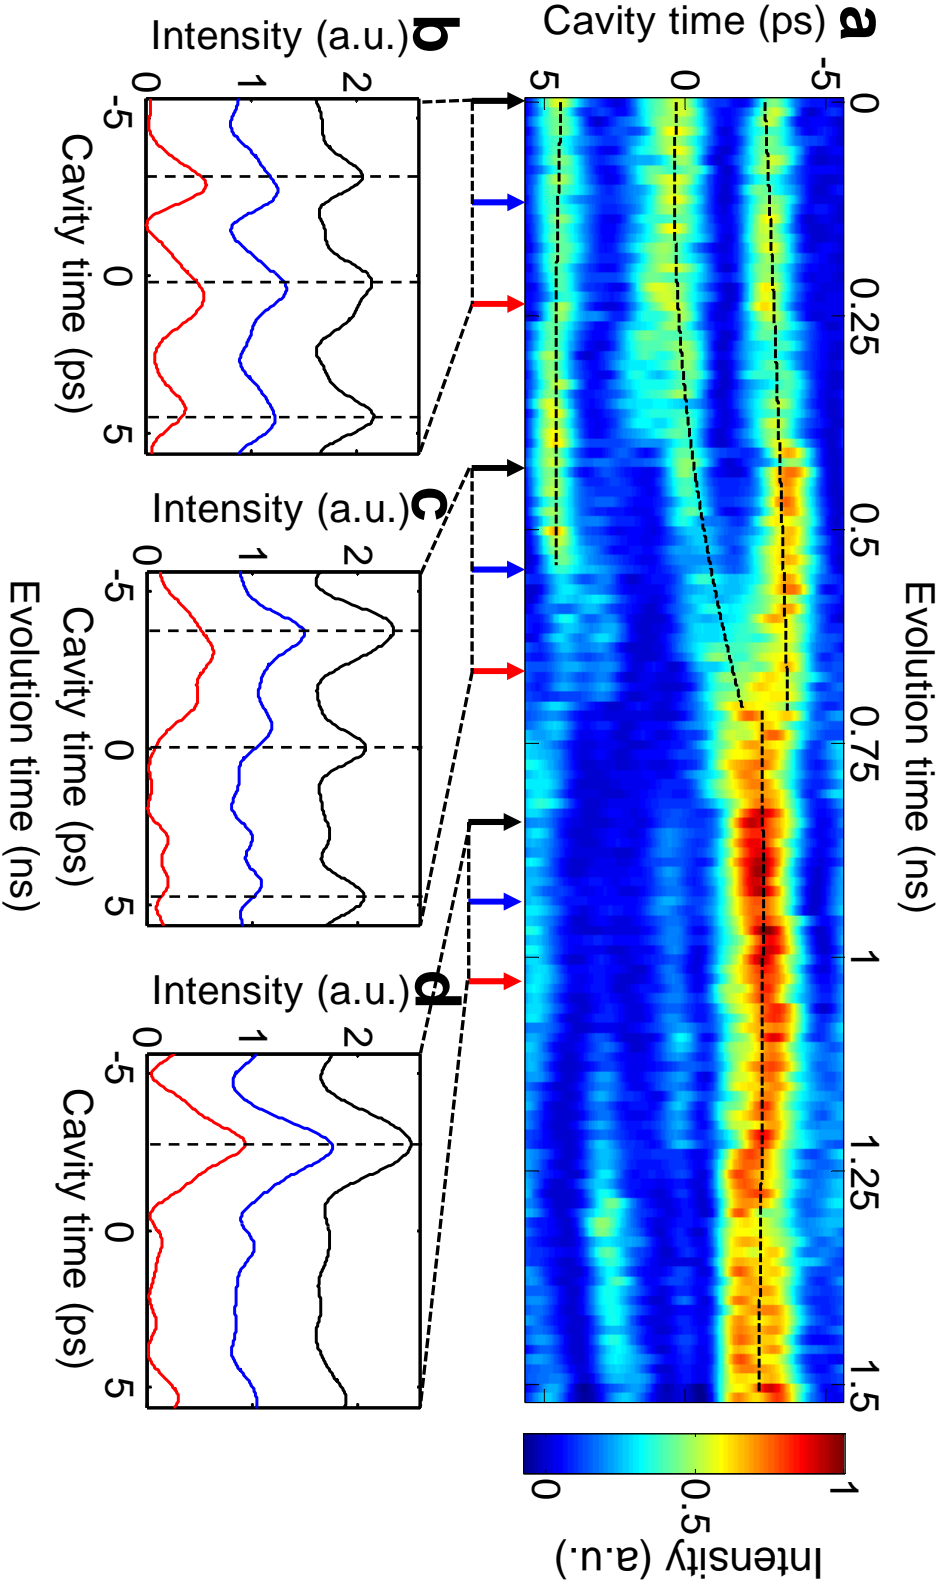 a
Evolution time (ns)
0 0.25 0.5 0.75 1 1.25 1.5
Cavity time (ps)
-5
0
5
1
0.5
0
Intensity (a.u.)
b
Intensity (a.u.)
2
1
0
-5 0 5
Cavity time (ps)
c
Intensity (a.u.)
2
1
0
-5 0 5
Cavity time (ps)
d
Intensity (a.u.)
2
1
0
-5 0 5
Cavity time (ps)
Evolution time (ns)